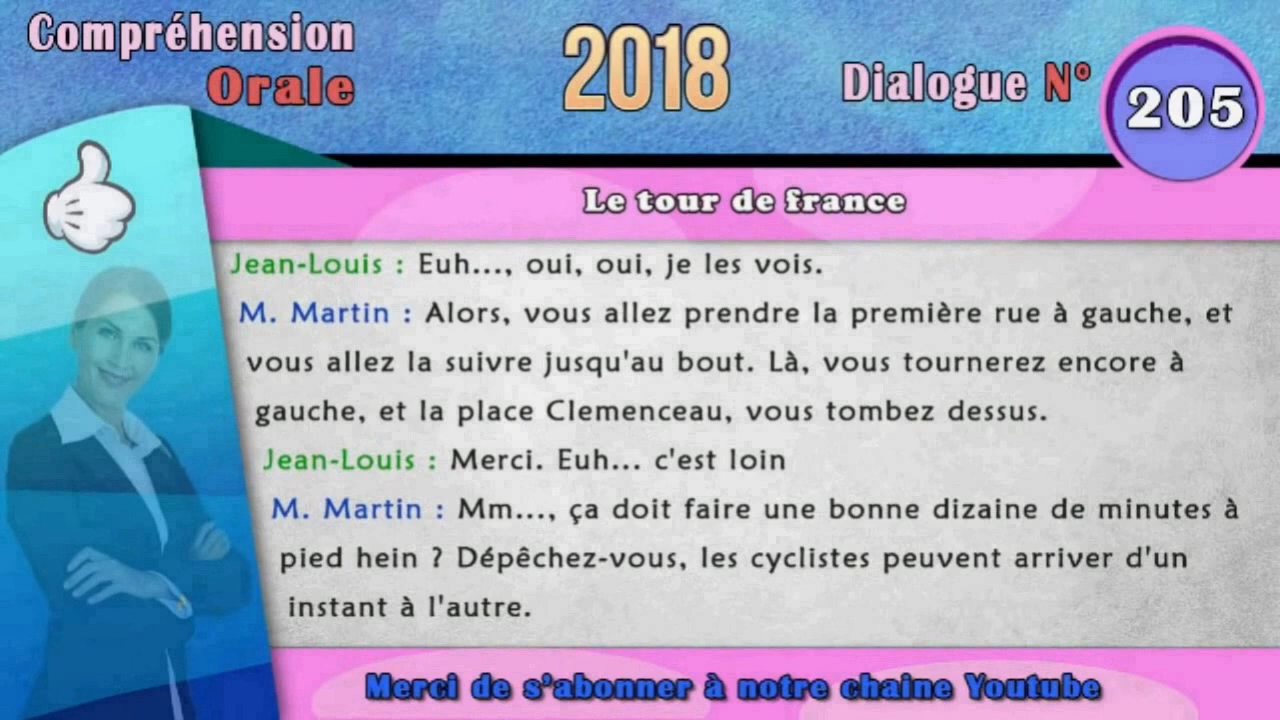 Compréhension
Orale
2018
Dialogue N°
205
Le tour de france
Jean-Louis : Euh..., oui, oui, je les vois.
M. Martin : Alors, vous allez prendre la première rue à gauche, et
vous allez la suivre jusqu'au bout. Là, vous tournerez encore à
gauche, et la place Clemenceau, vous tombez dessus.
Jean-Louis : Merci. Euh... c'est loin
M. Martin : Mm..., ça doit faire une bonne dizaine de minutes à
pied hein ? Dépêchez-vous, les cyclistes peuvent arriver d'un
instant à l'autre.
Merci de s'abonner à notre chaine Youtube